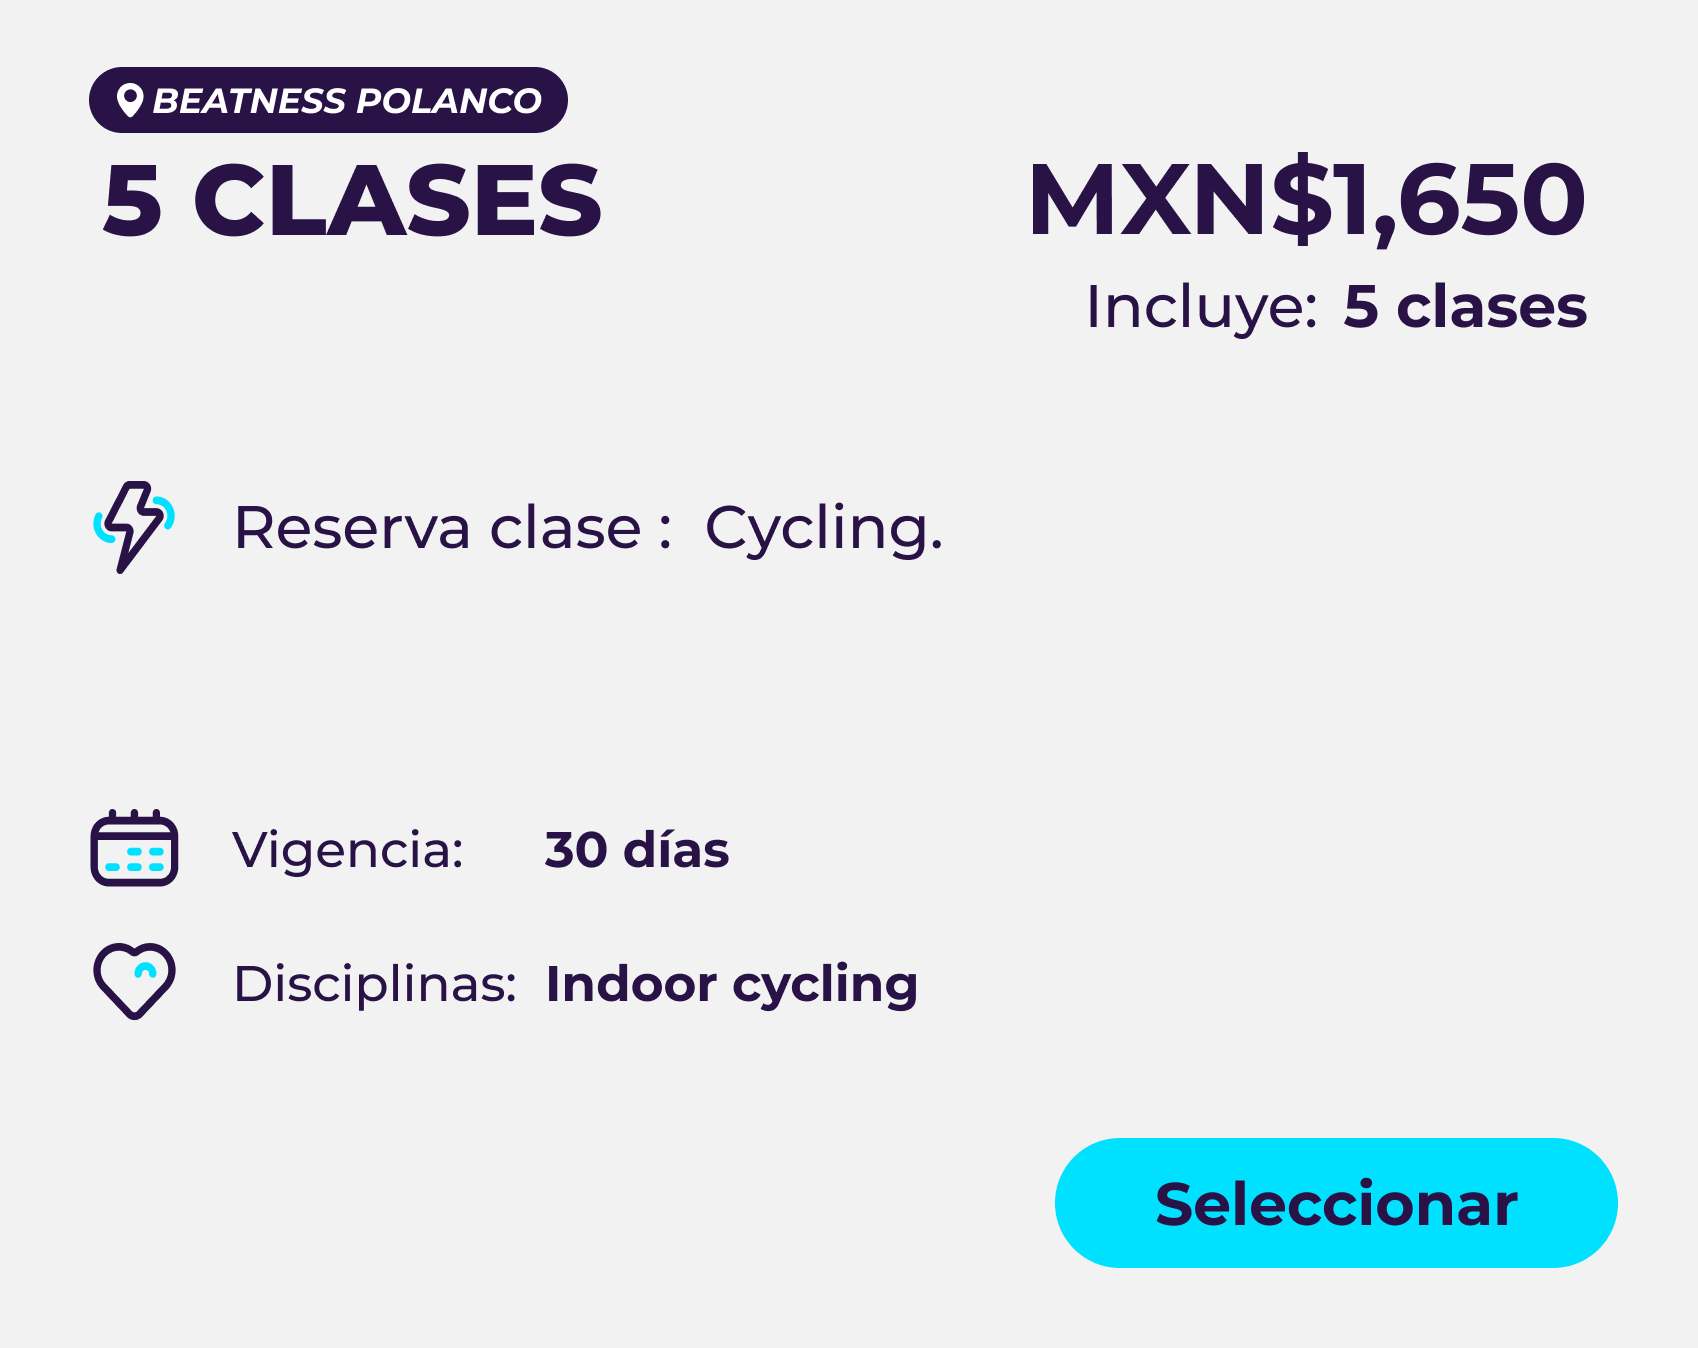 BEATNESS POLANCO
5 CLASES
MXN$1,650
Incluye: 5 clases
Reserva clase : Cycling.
Vigencia: 30 días
Disciplinas: Indoor cycling
Seleccionar